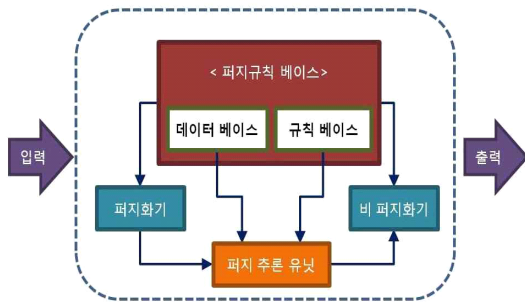 < 퍼지규칙 베이스>
데이터 베이스
규칙 베이스
입력
출력
퍼지화기
비 퍼지화기
퍼지 추론 유닛